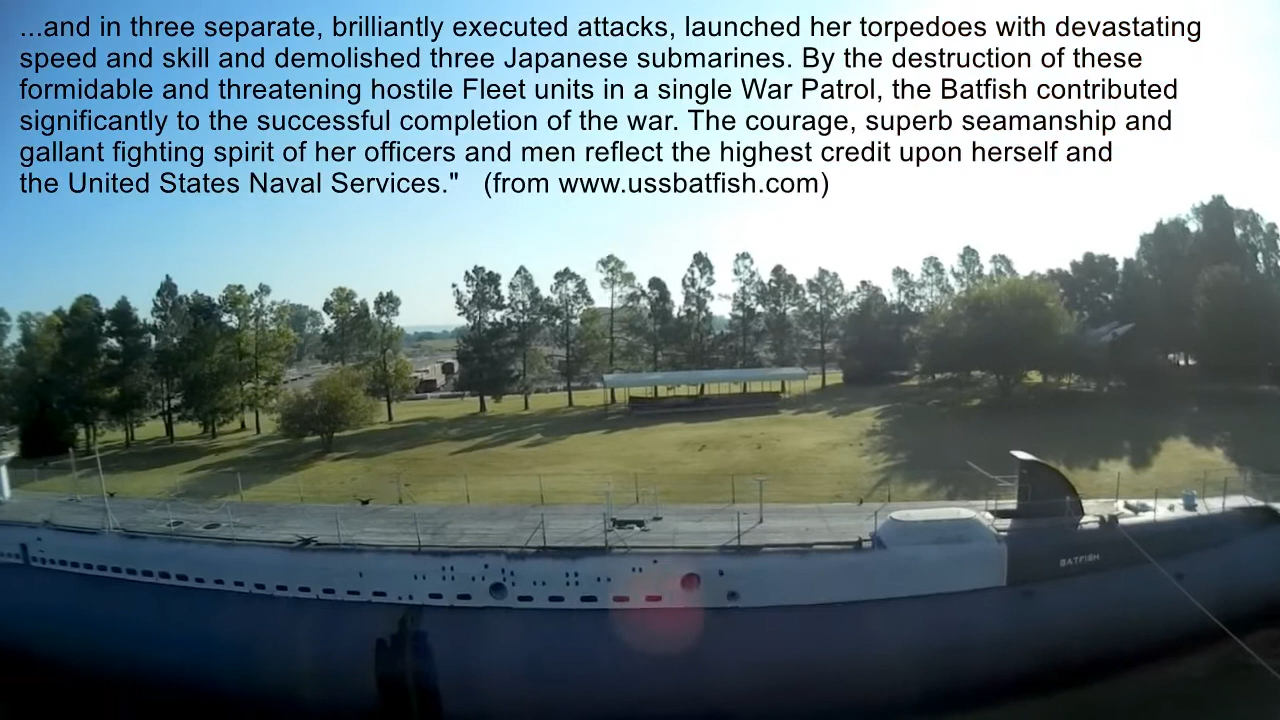 ...and in three separate, brilliantly executed attacks, launched her torpedoes with devastating
speed and skill and demolished three Japanese submarines. By the destruction of these
formidable and threatening hostile Fleet units in a single War Patrol, the Batfish contributed
significantly to the successful completion of the war. The courage, superb seamanship and
gallant fighting spirit of her officers and men reflect the highest credit upon herself and
the United States Naval Services."   (from www.ussbatfish.com)
BATFISH